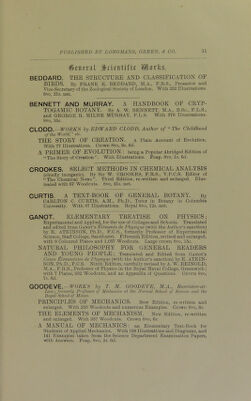 PUBLISHED BY LONGMANS, GREEN, & CO. 31
General Scientific Works.
BEDDARD. THE STRUCTURE AND CLASSIFICATION OF
BIRDS. By FRANK E. BEDDARD, M.A., F.R.S., Prosector and
Vice-Secretary of the Zoological Society of London. With 252 Illustrations.
8vo, 21s. net.
BENNETT AND MURRAY. A HANDBOOK OF CRYP-
TOGAMIC BOTANY. By A. W. BENNETT, M.A., B.Sc., F.L.S.,
and GEORGE R. MILNE MURRAY, F.L.S. With 378 Illustrations.
8vo, 16s.
CLODD.—WORKS by EDWARD CLODD, Author of "The Childhood
of the World," etc.
THE STORY OF CREATION. A Plain Account of Evolution.
With 77 Illustrations. Crown 8vo, 3s. 6d.
A PRIMER OF EVOLUTION: being a Popular Abridged Edition of
"The Story of Creation". With Illustrations. Fcap. 8vo, 1s. 6d.
CROOKES. SELECT METHODS IN CHEMICAL ANALYSIS
(chiefly Inorganic). By Sir W. CROOKES, F.R.S., V.P.C.S. Editor of
"The Chemical News". Third Edition, re-written and enlarged. Illus-
trated with 67 Woodcuts. 8vo, 21s. net.
CURTIS. A TEXT-BOOK OF GENERAL BOTANY. By
CARLTON C. CURTIS, A.M., Ph.D., Tutor in Botany in Columbia
University. With 87 Illustrations. Royal 8vo, 12s. net.
GANOT. ELEMENTARY TREATISE ON PHYSICS,
Experimental and Applied, for the use of Colleges and Schools. Translated
and edited from GANOT'S Éléments de Physique (with the Author's sanction)
by E. ATKINSON, Ph.D., F.C.S., formerly Professor of Experimental
Science, Staff College, Sandhurst. Fifteenth Edition, revised and enlarged,
with 9 Coloured Plates and 1,057 Woodcuts. Large crown 8vo, 15s.
NATURAL PHILOSOPHY FOR GENERAL READERS
AND YOUNG PEOPLE; Translated and Edited from GANOT'S
Cours Élémentaire de Physique (with the Author's sanction) by E. ATKIN-
SON, Ph.D., F.C.S. Ninth Edition, carefully revised by A. W. REINOLD,
M.A., F.R.S., Professor of Physics in the Royal Naval College, Greenwich;
with 7 Plates, 632 Woodcuts, and an Appendix of Questions. Crown 8vo,
7s. 6d.
GOODEVE.—WORKS by T. M. GOODEVE, M.A., Barrister-at-
Law; formerly Professor of Mechanics at the Normal School of Science and the
Royal School of Mines.
PRINCIPLES OF MECHANICS. New Edition, re-written and
enlarged. With 253 Woodcuts and numerous Examples. Crown 8vo, 6s.
THE ELEMENTS OF MECHANISM. New Edition, re-written
and enlarged. With 357 Woodcuts. Crown 8vo, 6s.
A MANUAL OF MECHANICS: an Elementary Text-Book for
Students of Applied Mechanics. With 138 Illustrations and Diagrams, and
141 Examples taken from the Science Department Examination Papers,
with Answers. Fcap. 8vo, 2s. 6d.